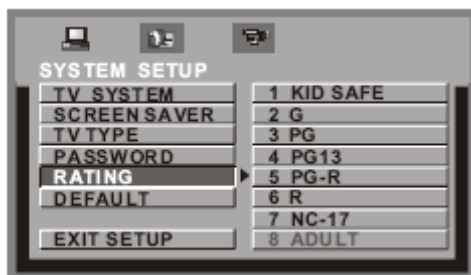 SYSTEM SETUP
TV SYSTEM
SCREEN SAVER
TV TYPE
PASSWORD
RATING
DEFAULT
EXIT SETUP
1 KID SAFE
2 G
3 PG
4 PG13
5 PG-R
6 R
7 NC-17
8 ADULT